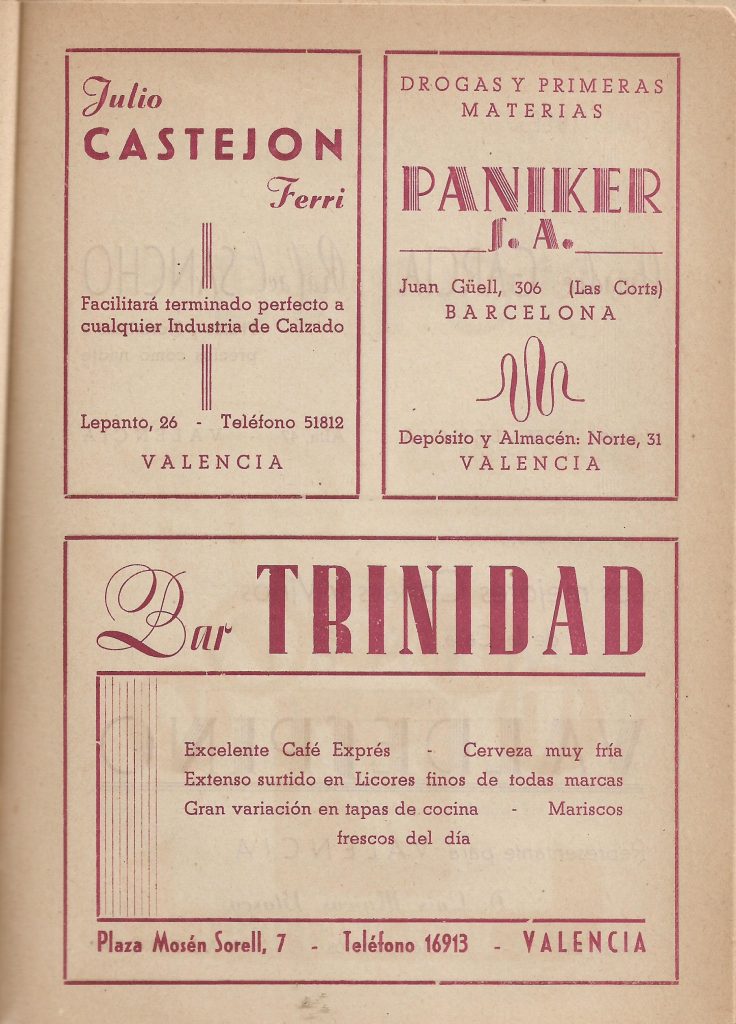 Julio
CASTEJON
Ferri
Facilitará terminado perfecto a
cualquier Industria de Calzado
Lepanto, 26 - Teléfono 51812
VALENCIA
DROGAS Y PRIMERAS
MATERIAS
PANIKER
S. A.
Juan Güell, 306 (Las Corts)
BARCELONA
Depósito y Almacén: Norte, 31
VALENCIA
Bar TRINIDAD
Excelente Café Exprés - Cerveza muy fría
Extenso surtido en Licores finos de todas marcas
Gran variación en tapas de cocina - Mariscos
frescos del día
Plaza Mosén Sorell, 7 - Teléfono 16913 - VALENCIA